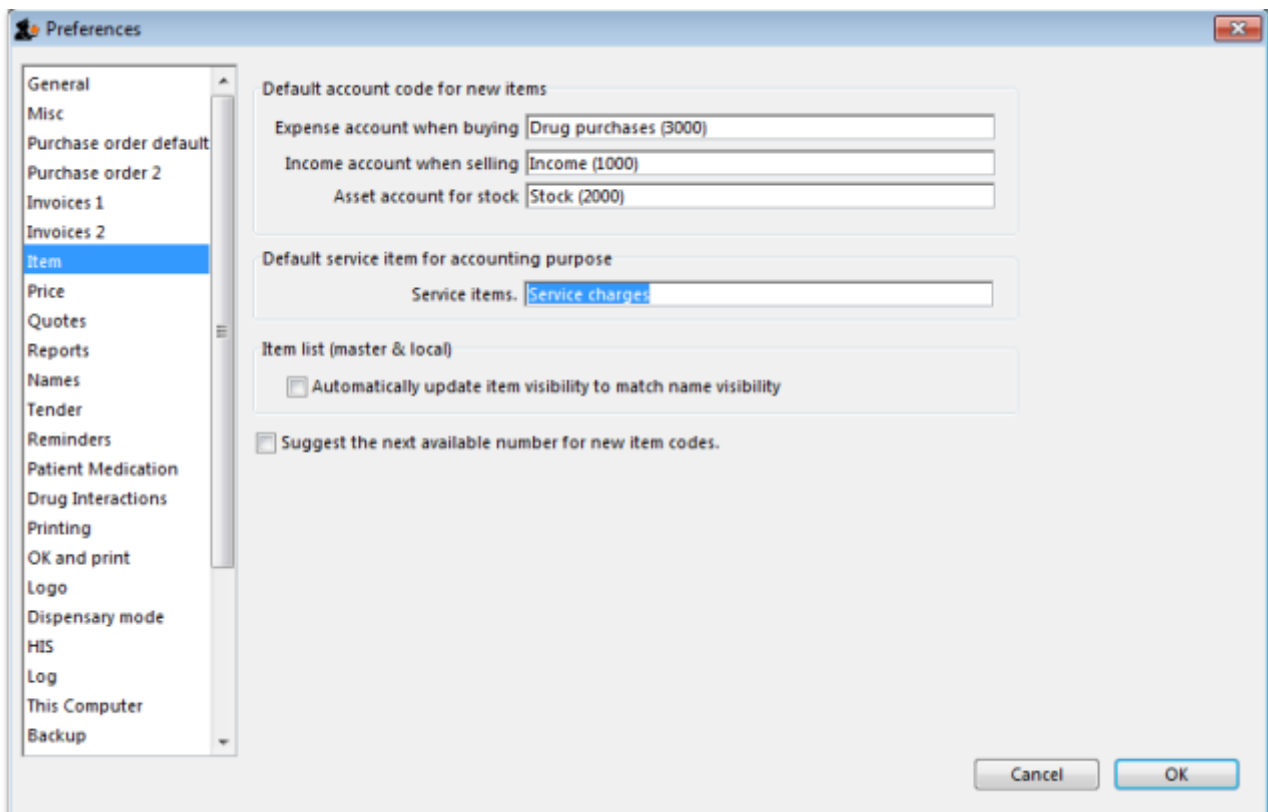 Preferences
General
Misc
Purchase order default
Purchase order 2
Invoices 1
Invoices 2
Item
Price
Quotes
Reports
Names
Tender
Reminders
Patient Medication
Drug Interactions
Printing
OK and print
Logo
Dispensary mode
HIS
Log
This Computer
Backup
Default account code for new items
Expense account when buying Drug purchases (3000)
Income account when selling Income (1000)
Asset account for stock Stock (2000)
Default service item for accounting purpose
Service items. Service charges
Item list (master & local)
Automatically update item visibility to match name visibility
Suggest the next available number for new item codes.
Cancel OK